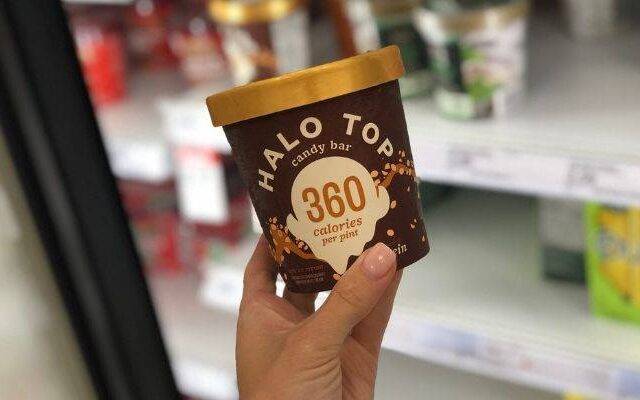 HALO TOP
candy bar
360
calories
per pint